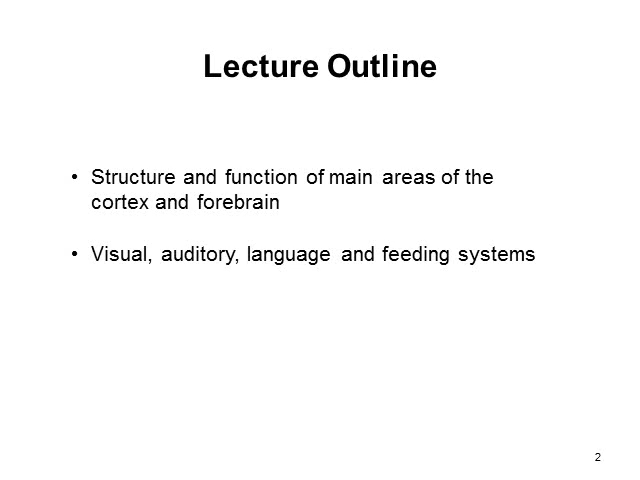 Lecture Outline
• Structure and function of main areas of the
cortex and forebrain
• Visual, auditory, language and feeding systems
2